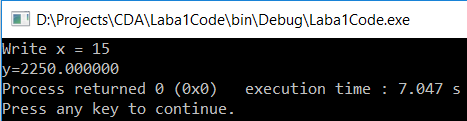 D:\Projects\CDA\Laba1Code\bin\Debug\Laba1Code.exe
Write x = 15
y=2250.000000
Process returned 0 (0x0)   execution time : 7.047 s
Press any key to continue.